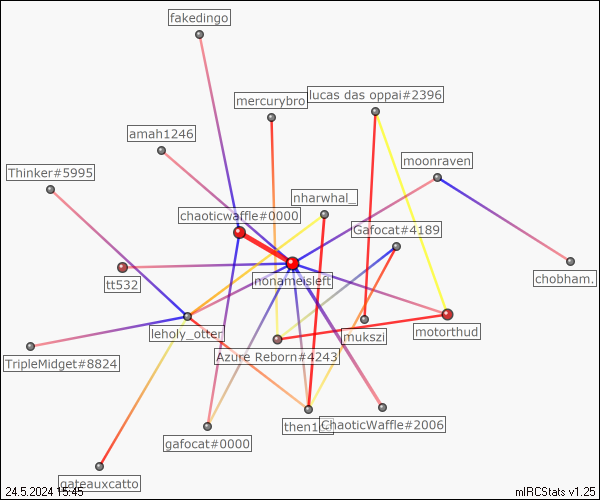 fakedingo
mercurybro
lucas das oppai#2396
amah1246
moonraven
Thinker#5995
nharwhal_
chaoticwaffle#0000
Gafocat#4189
nonameisleft
chobham.
tt532
leholy_otter
mukszi
motorthud
Azure Reborn#4243
TripleMidget#8824
ChaoticWaffle#2006
gafocat#0000
gateauxcatto
24.5.2024 15:45
mIRCStats v1.25